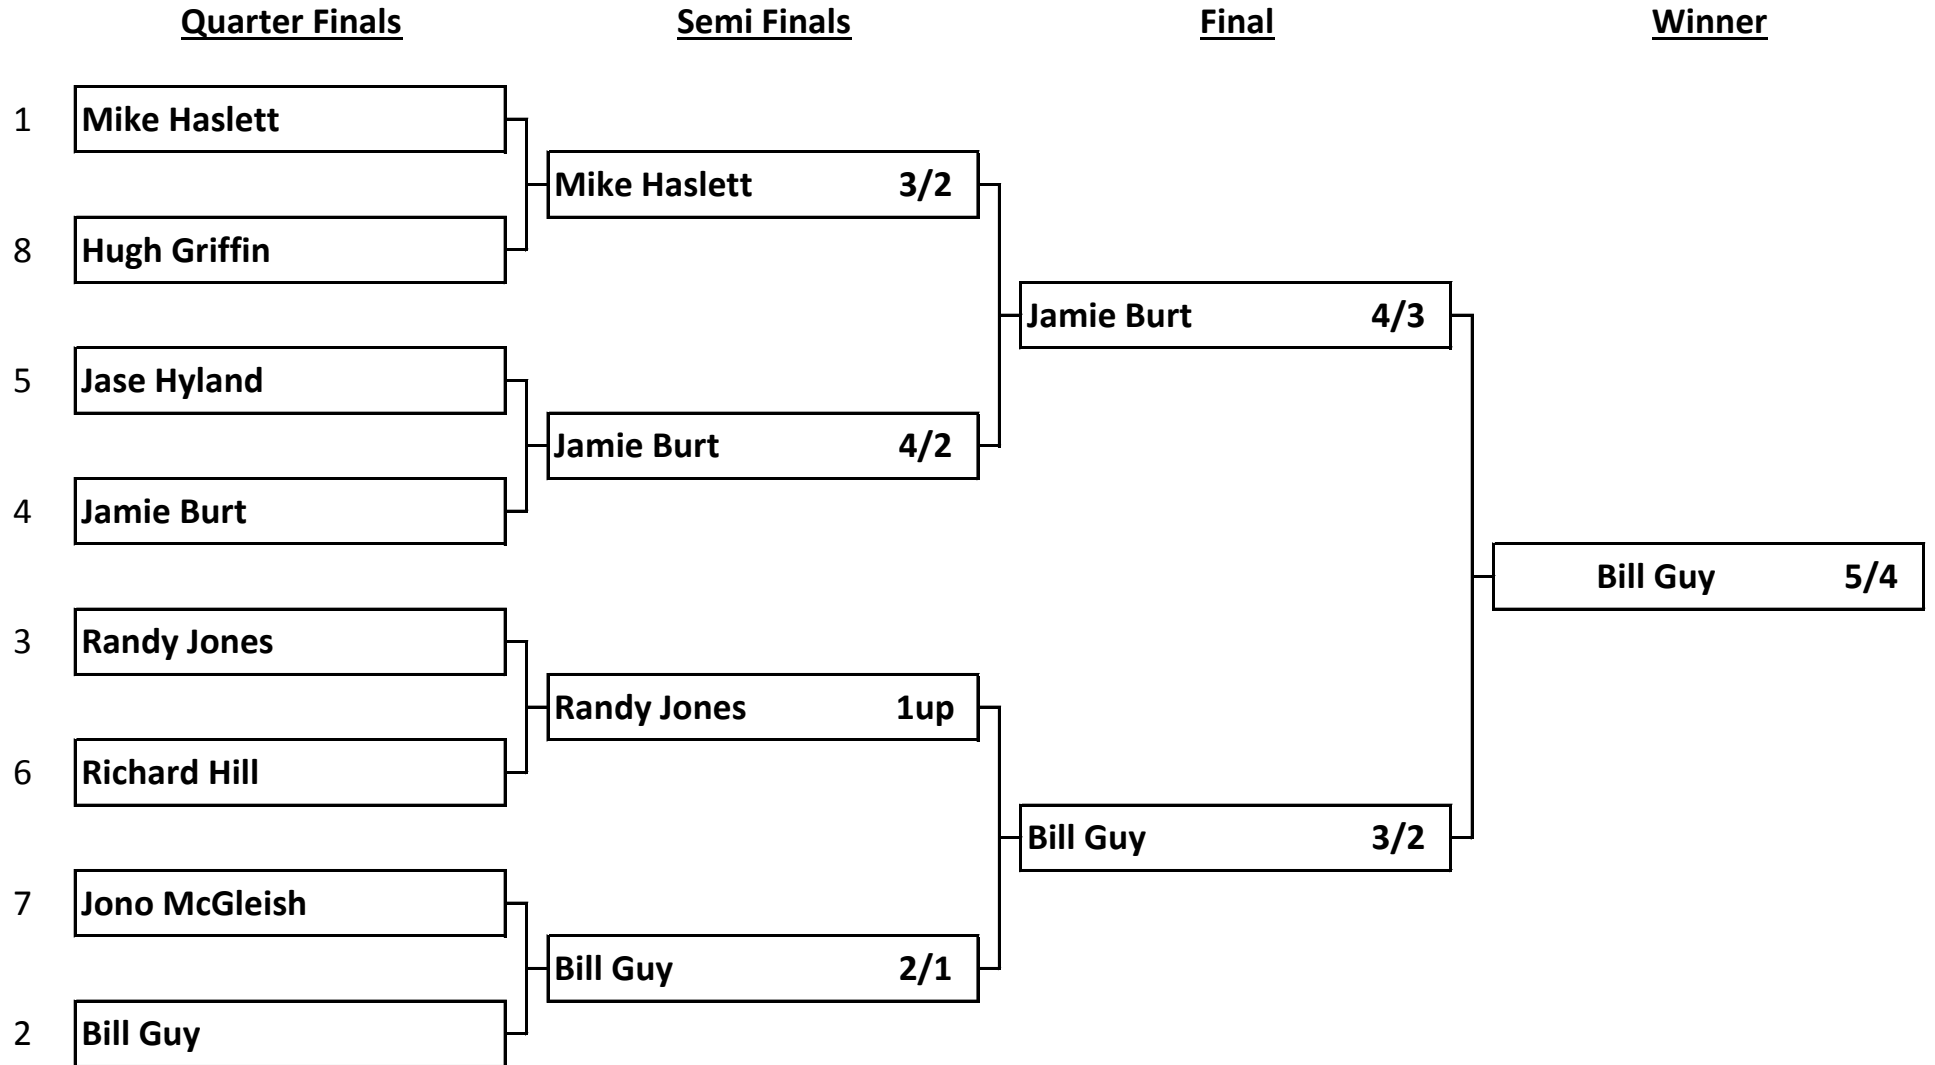 Quarter Finals Semi Finals Final Winner
1 Mike Haslett
Mike Haslett 3/2
8 Hugh Griffin
Jamie Burt 4/3
5 Jase Hyland
Jamie Burt 4/2
4 Jamie Burt
Bill Guy 5/4
3 Randy Jones
Randy Jones 1up
6 Richard Hill
Bill Guy 3/2
7 Jono McGleish
Bill Guy 2/1
2 Bill Guy